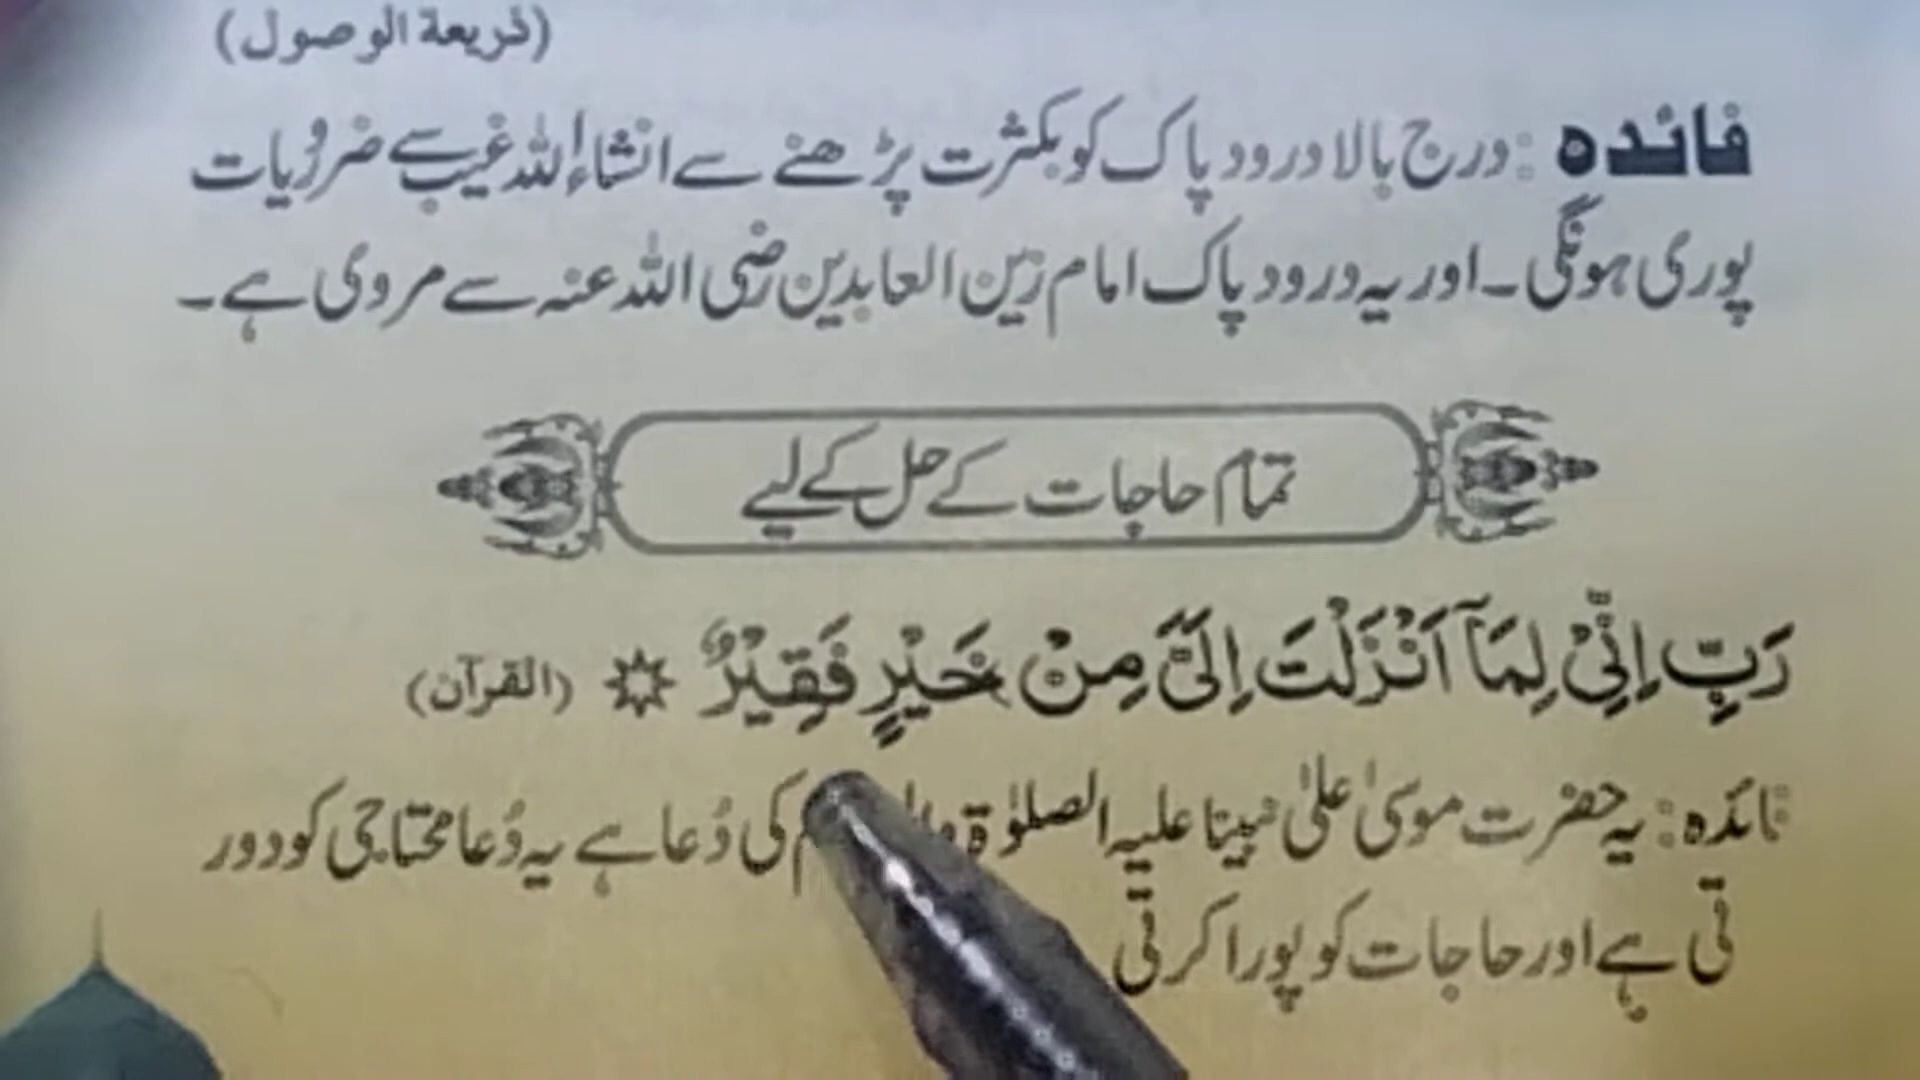 (ذریعة الوصول)
فائدہ: درج بالا درود پاک کو بکثرت پڑھنے سے انشاء اللہ غیب سے ضروریات
پوری ہونگی۔ اور یہ درود پاک امام زین العابدین رضی اللہ عنہ سے مروی ہے۔
تمام حاجات کے حل کے لیے
رَبِّ اِنِّیْ لِمَآ اَنْزَلْتَ اِلَیَّ مِنْ خَیْرٍ فَقِیْرٌ (القرآن)
فائدہ: یہ حضرت موسیٰ علیٰ نبینا علیہ الصلوٰة کی دُعا ہے یہ دُعا محتاجی کو دور
تی ہے اور حاجات کو پورا کرتی